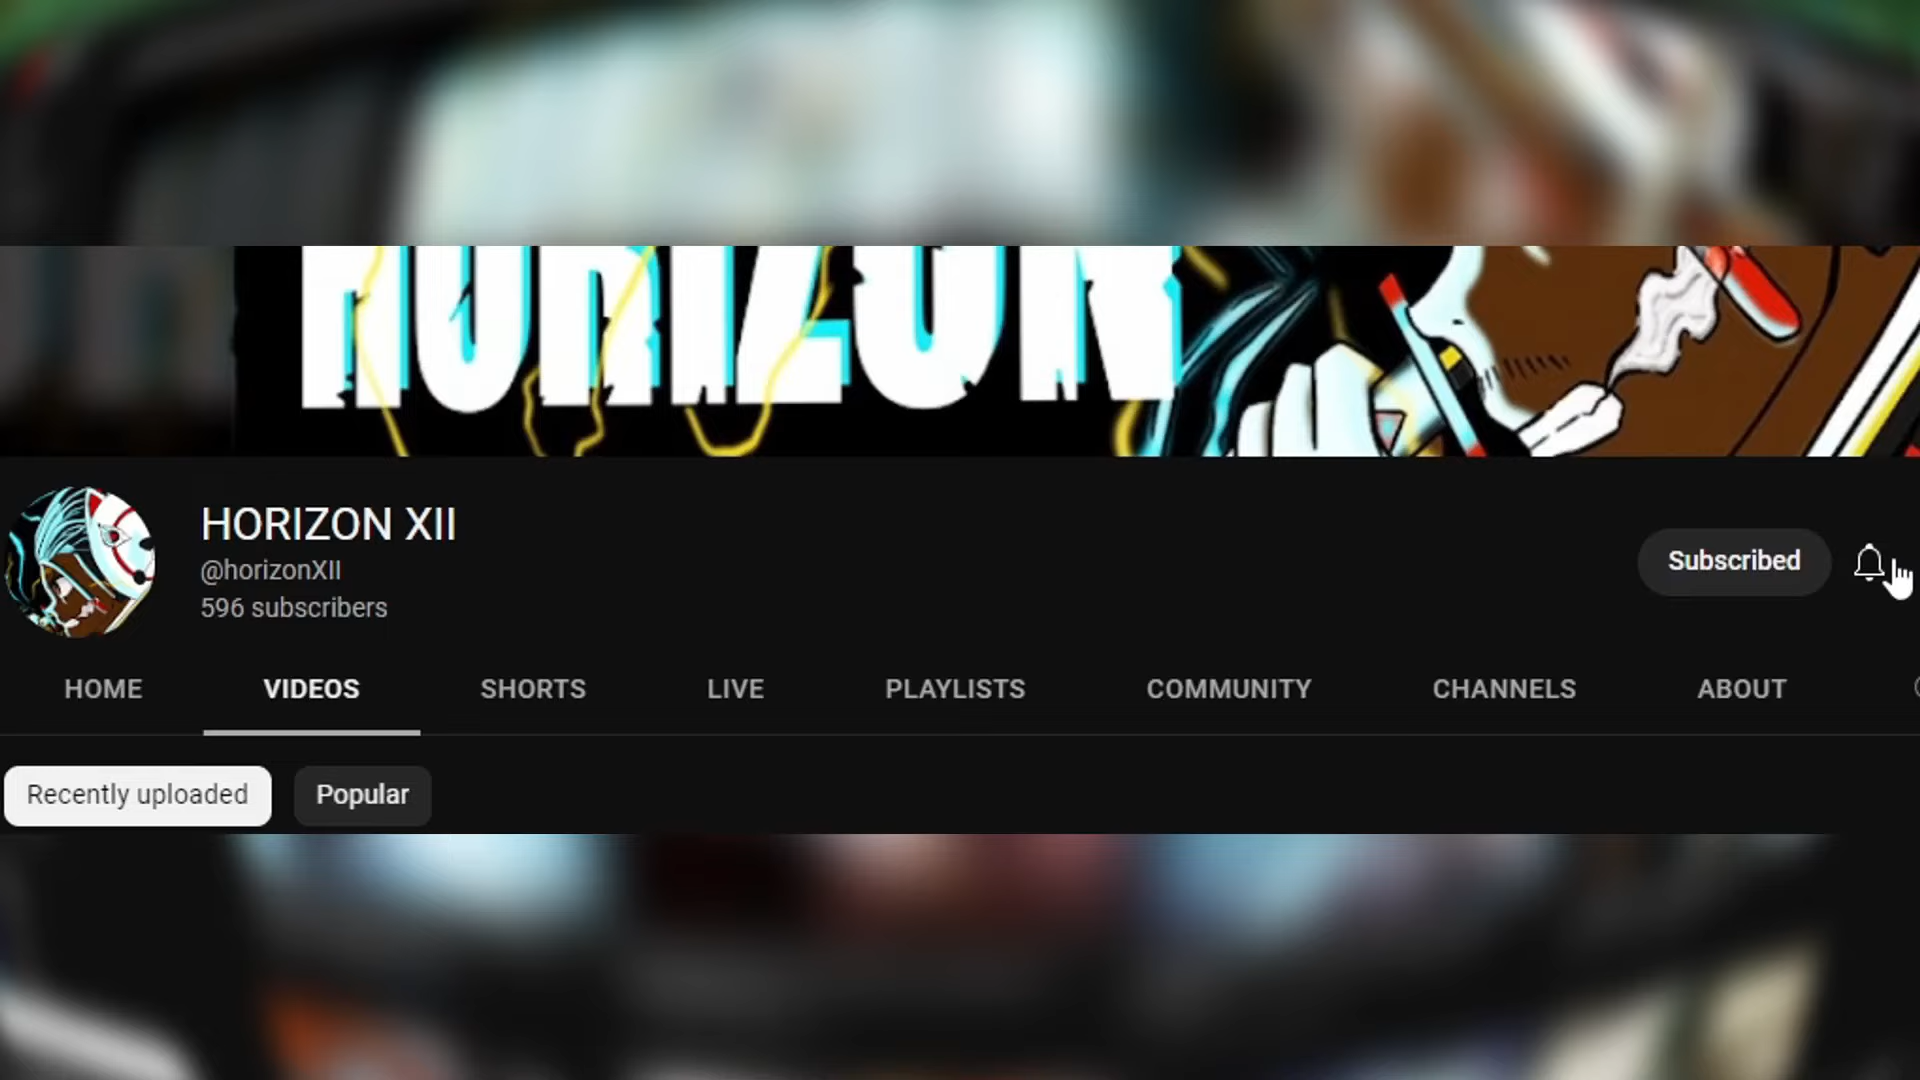 HORIZON
HORIZON XII
@horizonXII
596 subscribers
Subscribed
HOME VIDEOS SHORTS LIVE PLAYLISTS COMMUNITY CHANNELS ABOUT
Recently uploaded Popular